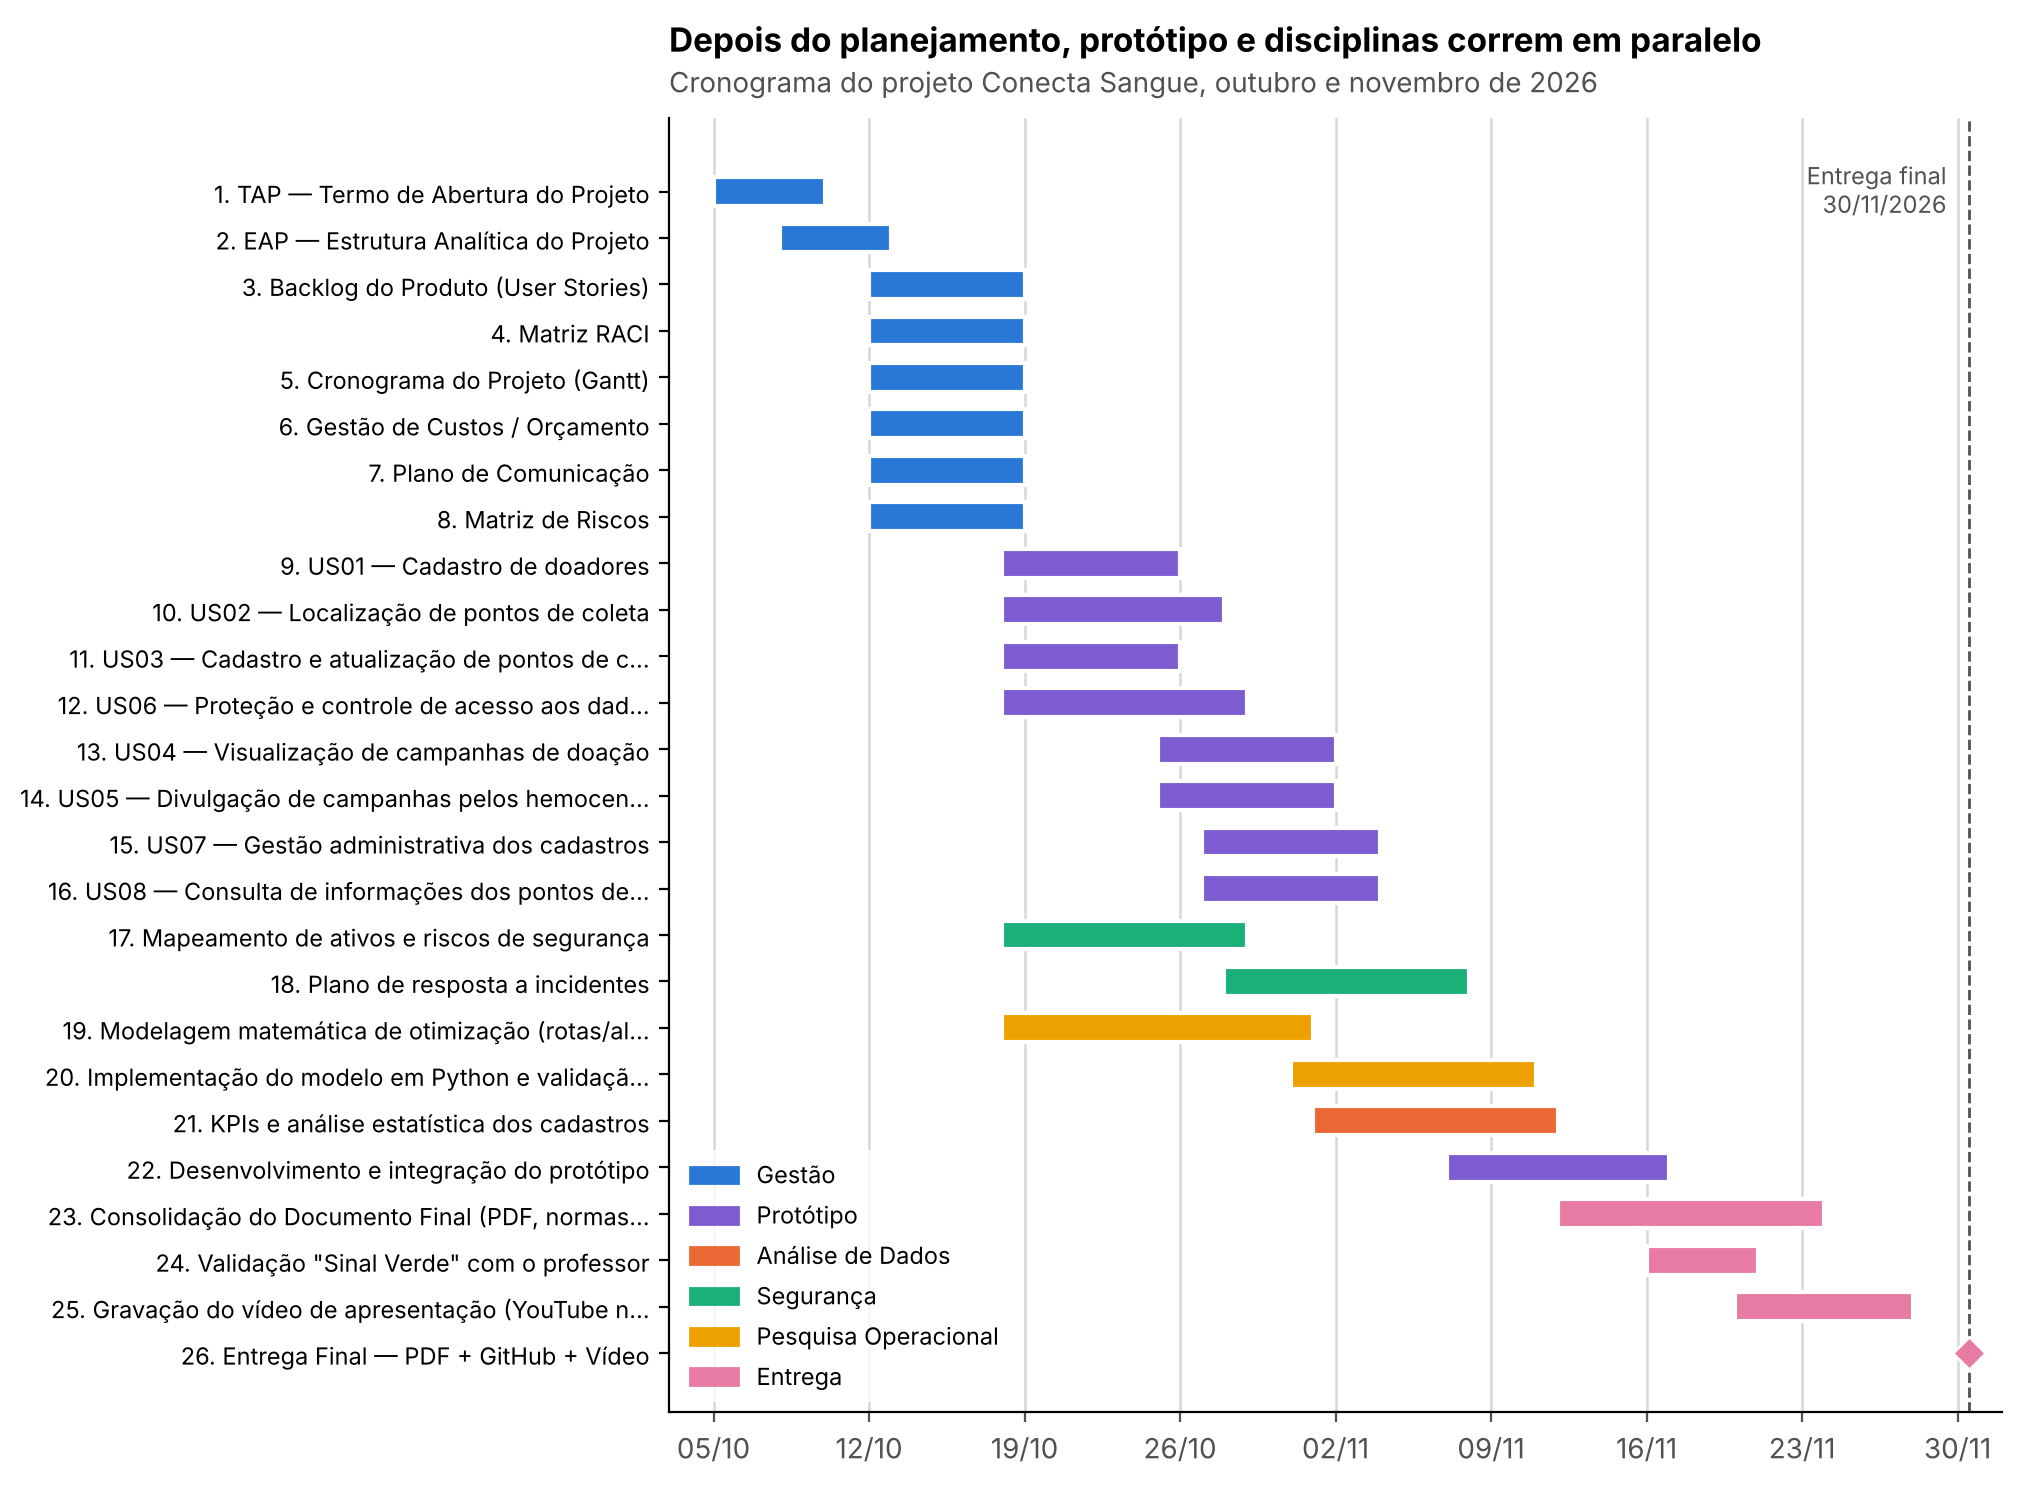 Depois do planejamento, protótipo e disciplinas correm em paralelo
Cronograma do projeto Conecta Sangue, outubro e novembro de 2026
Entrega final
30/11/2026
1. TAP — Termo de Abertura do Projeto
2. EAP — Estrutura Analítica do Projeto
3. Backlog do Produto (User Stories)
4. Matriz RACI
5. Cronograma do Projeto (Gantt)
6. Gestão de Custos / Orçamento
7. Plano de Comunicação
8. Matriz de Riscos
9. US01 — Cadastro de doadores
10. US02 — Localização de pontos de coleta
11. US03 — Cadastro e atualização de pontos de c...
12. US06 — Proteção e controle de acesso aos dad...
13. US04 — Visualização de campanhas de doação
14. US05 — Divulgação de campanhas pelos hemocen...
15. US07 — Gestão administrativa dos cadastros
16. US08 — Consulta de informações dos pontos de...
17. Mapeamento de ativos e riscos de segurança
18. Plano de resposta a incidentes
19. Modelagem matemática de otimização (rotas/al...
20. Implementação do modelo em Python e validaçã...
21. KPIs e análise estatística dos cadastros
22. Desenvolvimento e integração do protótipo
23. Consolidação do Documento Final (PDF, normas...
24. Validação "Sinal Verde" com o professor
25. Gravação do vídeo de apresentação (YouTube n...
26. Entrega Final — PDF + GitHub + Vídeo
Gestão
Protótipo
Análise de Dados
Segurança
Pesquisa Operacional
Entrega
05/10 12/10 19/10 26/10 02/11 09/11 16/11 23/11 30/11